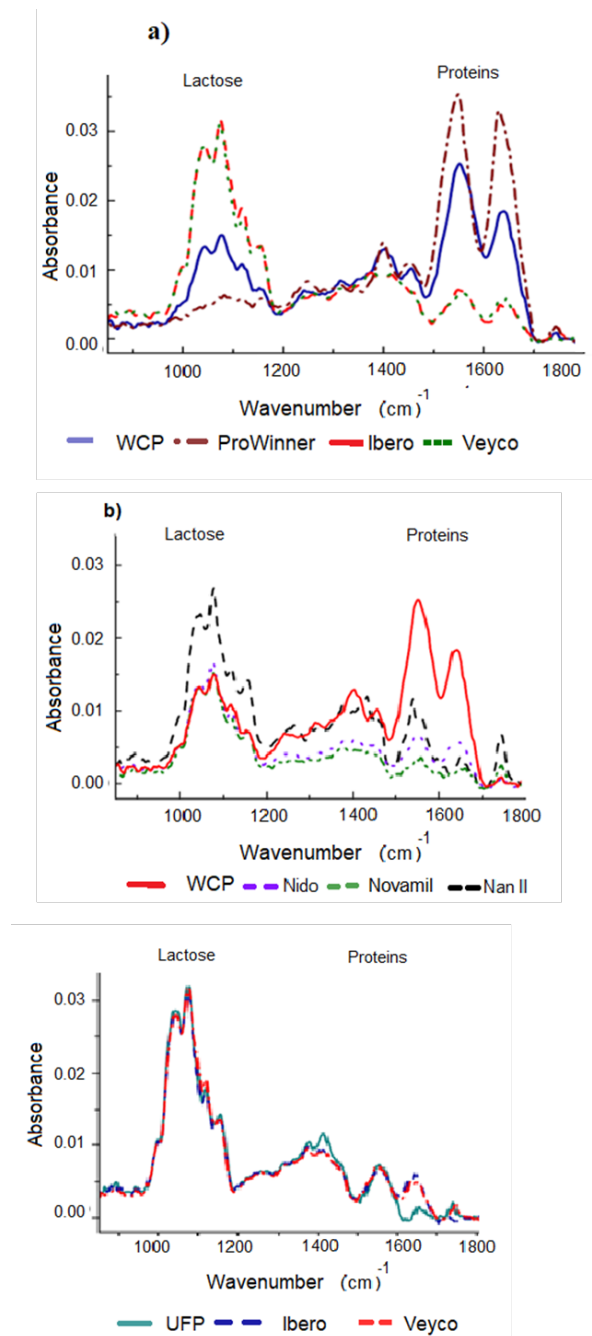 a)
Lactose
Proteins
0.03
0.02
0.01
0.00
Absorbance
1000 1200 1400 1600 1800
Wavenumber (cm)-1
WCP ProWinner Ibero Veyco
b)
Lactose
Proteins
0.03
0.02
0.01
0.00
Absorbance
1000 1200 1400 1600 1800
Wavenumber (cm)-1
WCP Nido Novamil Nan II
Lactose
Proteins
0.03
0.02
0.01
0.00
Absorbance
1000 1200 1400 1600 1800
Wavenumber (cm)-1
UFP Ibero Veyco